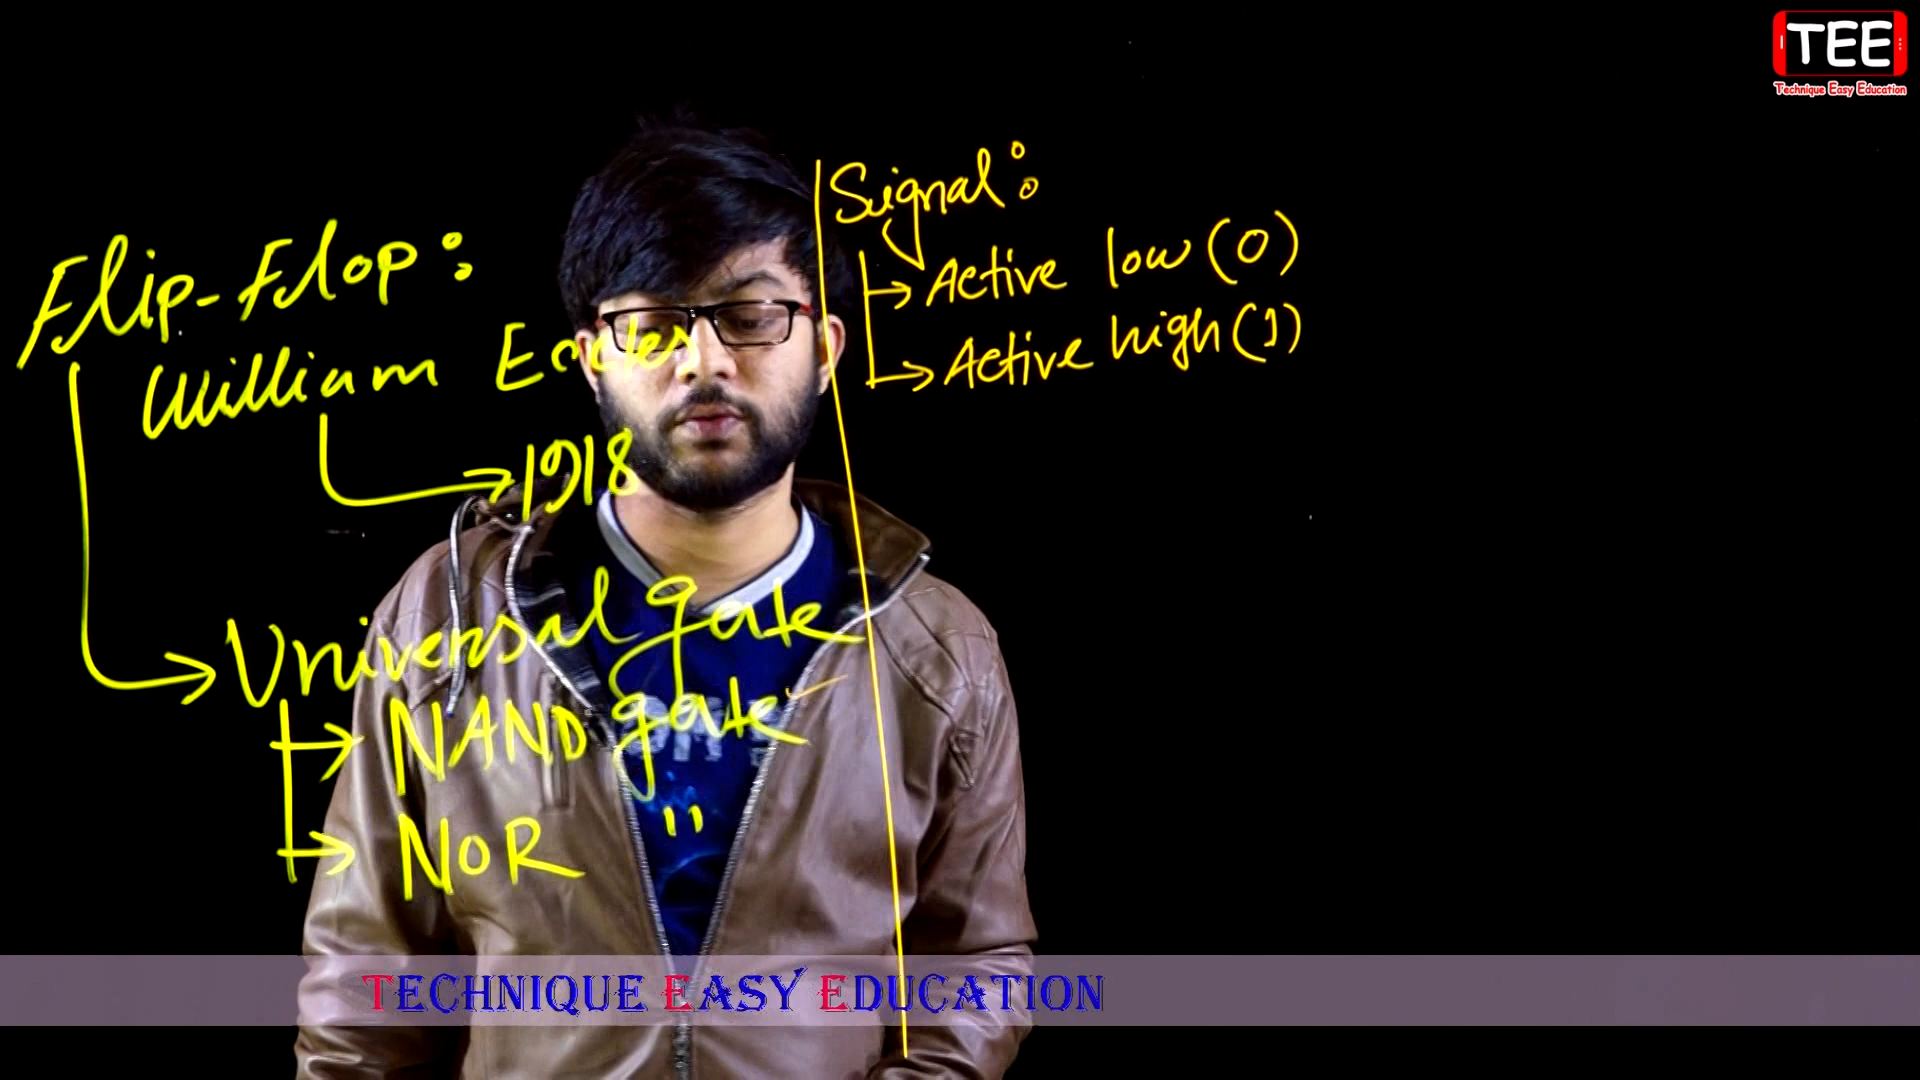 TEE
Technique Easy Education
Flip-Flop:
William Eccles
1918
Universal gate
NAND gate
NOR "
Signal:
Active low (0)
Active high (1)
TECHNIQUE EASY EDUCATION